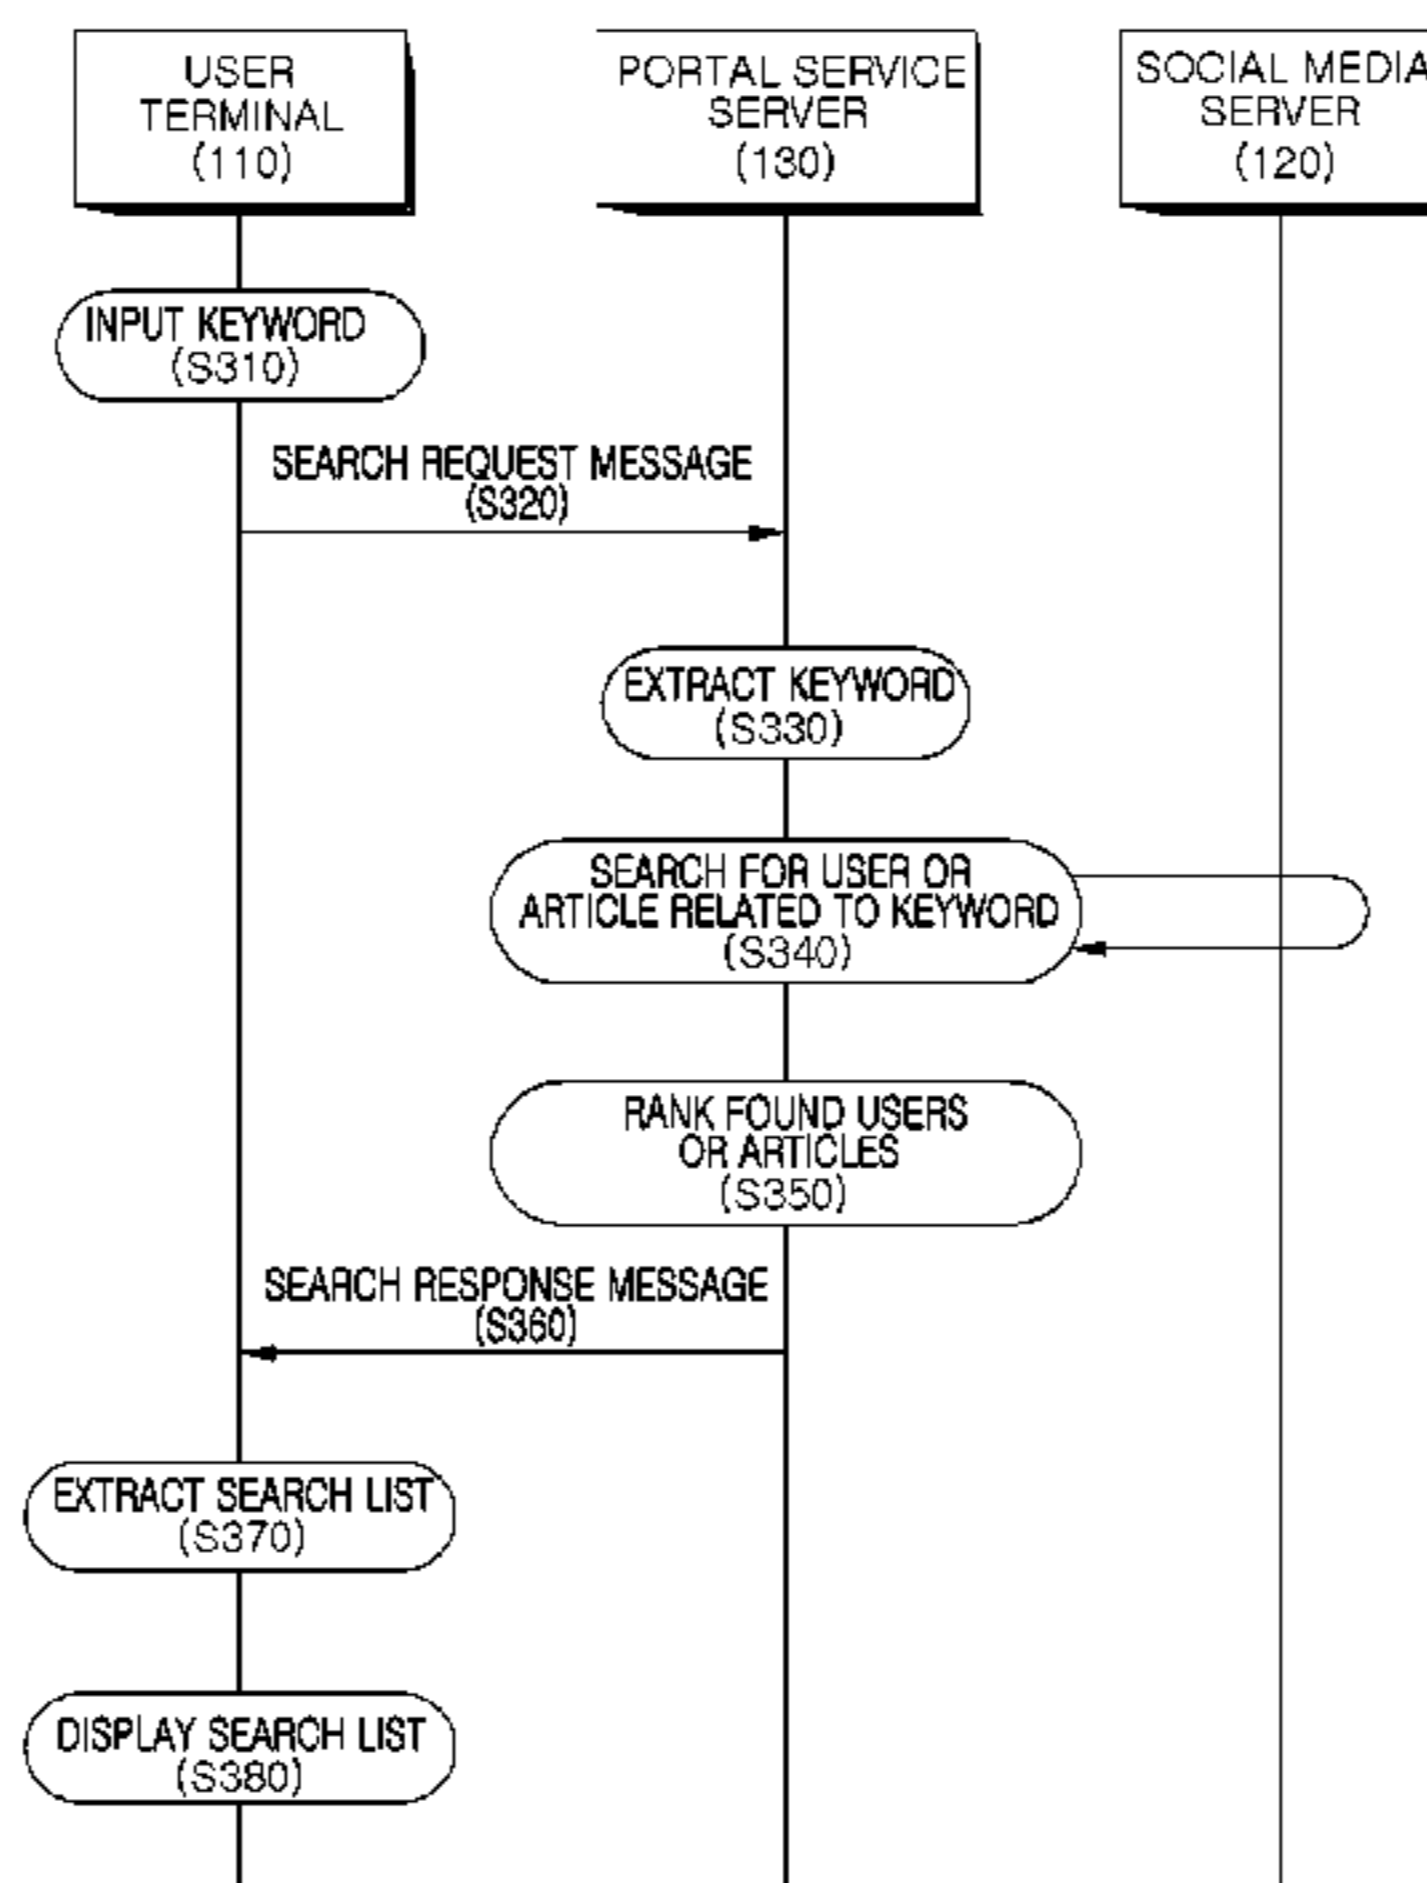 USER
TERMINAL
(110)
PORTAL SERVICE
SERVER
(130)
SOCIAL MEDIA
SERVER
(120)
INPUT KEYWORD
(S310)
SEARCH REQUEST MESSAGE
(S320)
EXTRACT KEYWORD
(S330)
SEARCH FOR USER OR
ARTICLE RELATED TO KEYWORD
(S340)
RANK FOUND USERS
OR ARTICLES
(S350)
SEARCH RESPONSE MESSAGE
(S360)
EXTRACT SEARCH LIST
(S370)
DISPLAY SEARCH LIST
(S380)